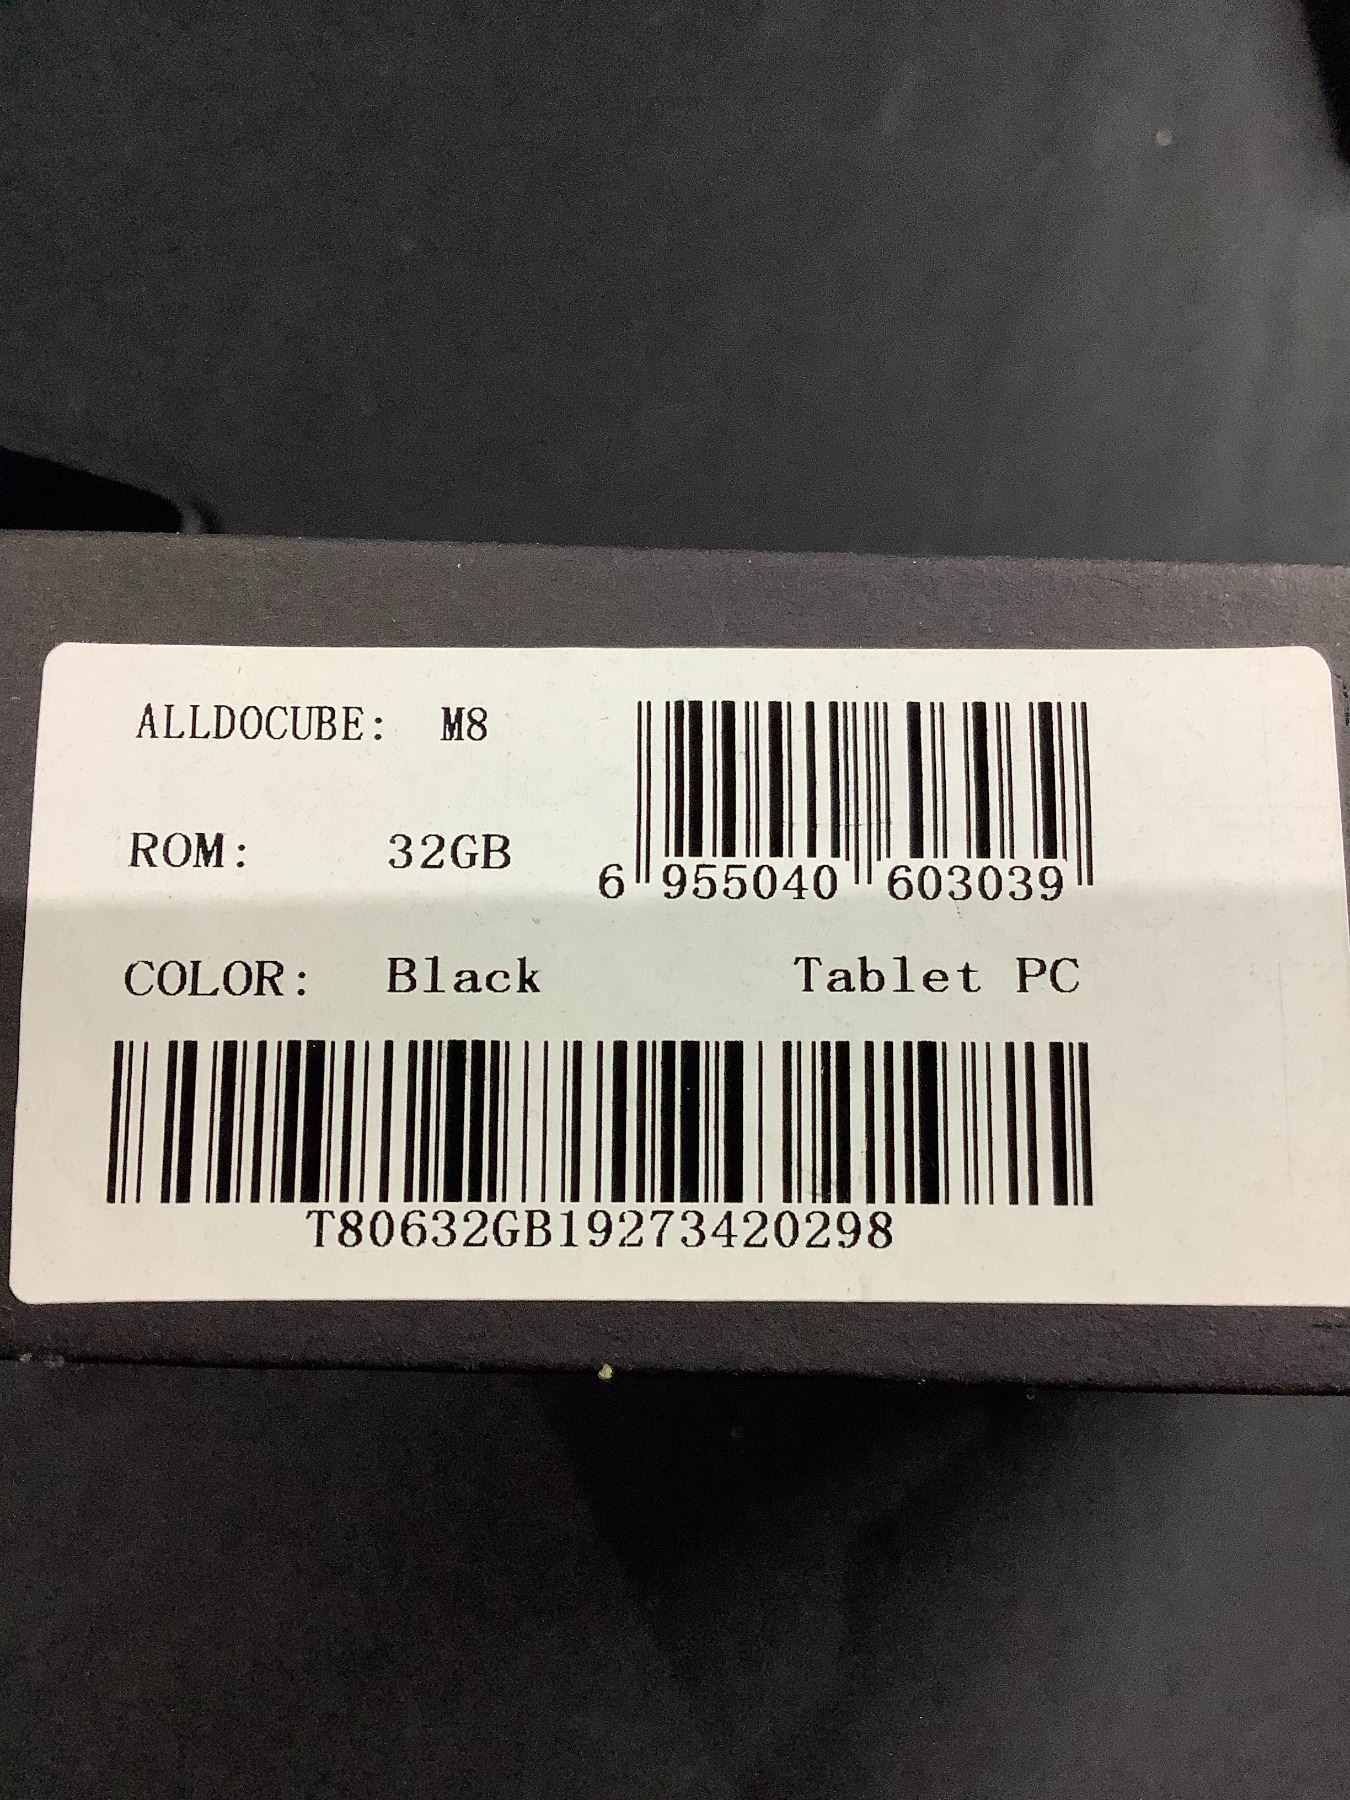 ALLDOCUBE: M8
ROM: 32GB
6 955040 603039
COLOR: Black Tablet PC
T80632GB19273420298